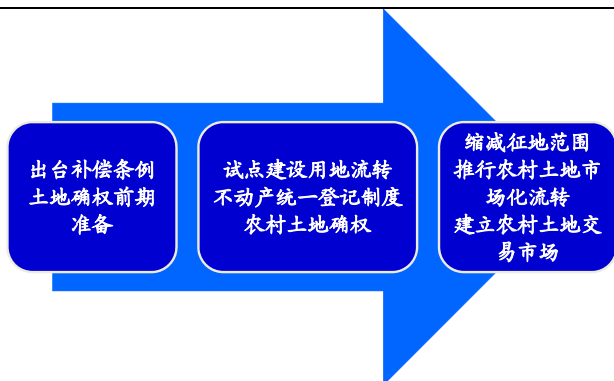 出台补偿条例
土地确权前期
准备
试点建设用地流转
不动产统一登记制度
农村土地确权
缩减征地范围
推行农村土地市
场化流转
建立农村土地交
易市场